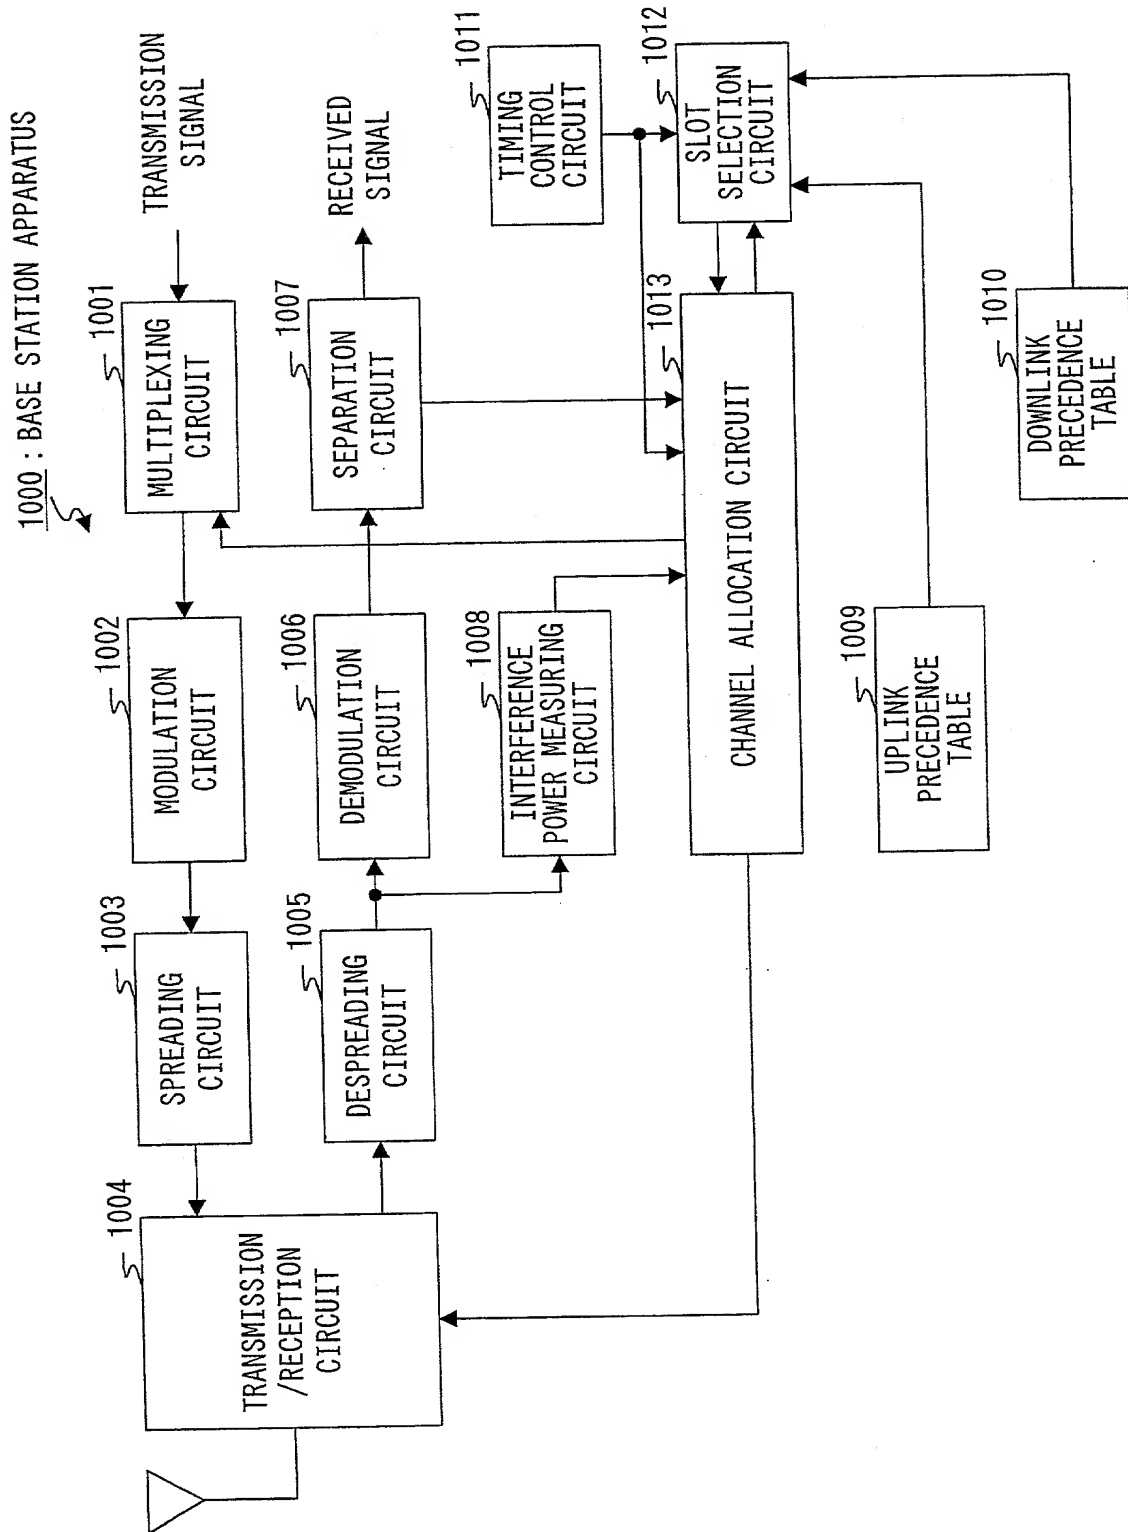 1000 : BASE STATION APPARATUS
TRANSMISSION
SIGNAL
1001
MULTIPLEXING
CIRCUIT
1002
MODULATION
CIRCUIT
1003
SPREADING
CIRCUIT
1004
TRANSMISSION
/RECEPTION
CIRCUIT
RECEIVED
SIGNAL
1007
SEPARATION
CIRCUIT
1006
DEMODULATION
CIRCUIT
1005
DESPREADING
CIRCUIT
1008
INTERFERENCE
POWER MEASURING
CIRCUIT
1011
TIMING
CONTROL
CIRCUIT
1012
SLOT
SELECTION
CIRCUIT
1013
CHANNEL ALLOCATION CIRCUIT
1009
UPLINK
PRECEDENCE
TABLE
1010
DOWNLINK
PRECEDENCE
TABLE